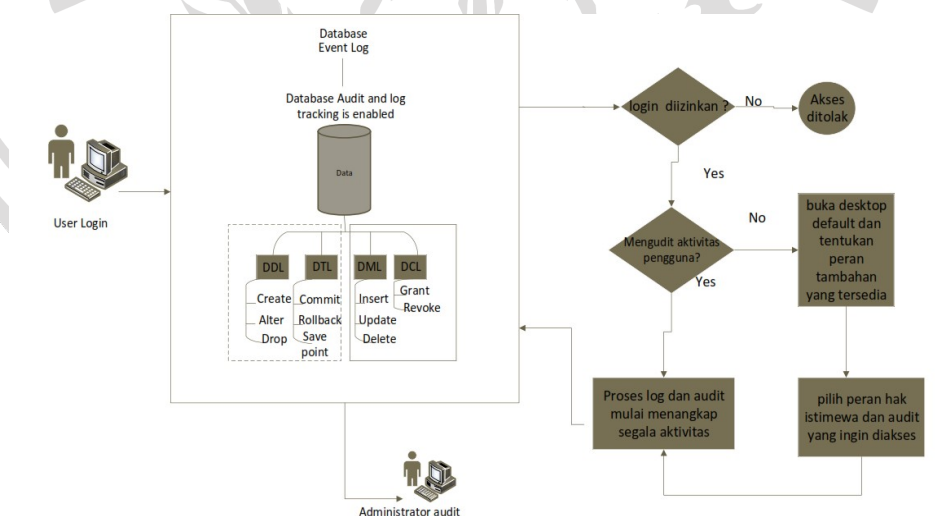 Database
Event Log
Database Audit and log
tracking is enabled
Data
User Login
DDL
Create
Alter
Drop
DTL
Commit
Rollback
Save
point
DML
Insert
Update
Delete
DCL
Grant
Revoke
Administrator audit
login diizinkan ?
No
Akses
ditolak
Yes
Mengudit aktivitas
pengguna?
No
buka desktop
default dan
tentukan
peran
tambahan
yang tersedia
Yes
Proses log dan audit
mulai menangkap
segala aktivitas
pilih peran hak
istimewa dan audit
yang ingin diakses